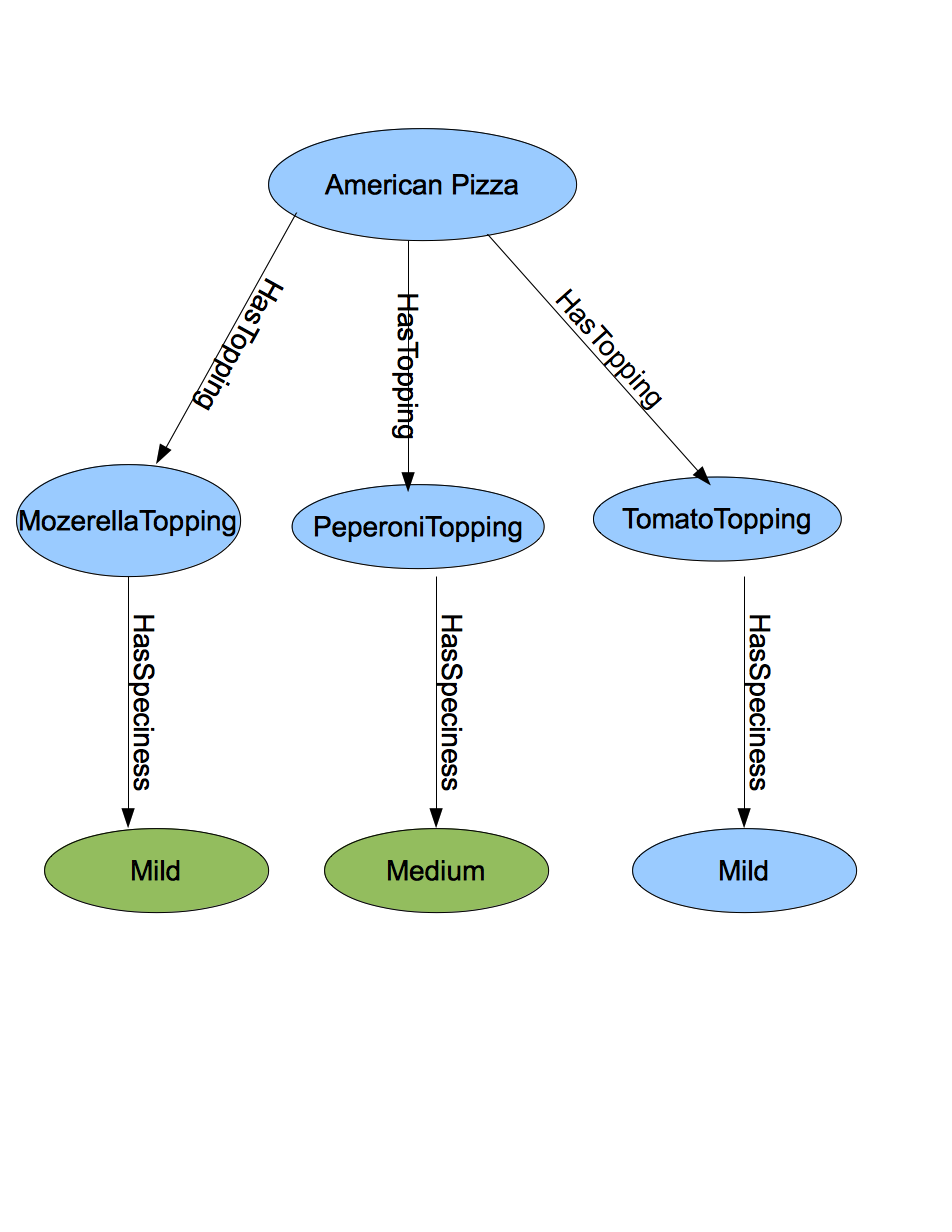 American Pizza
HasTopping
HasTopping
HasTopping
MozerellaTopping
PeperoniTopping
TomatoTopping
HasSpeciness
HasSpeciness
HasSpeciness
Mild
Medium
Mild